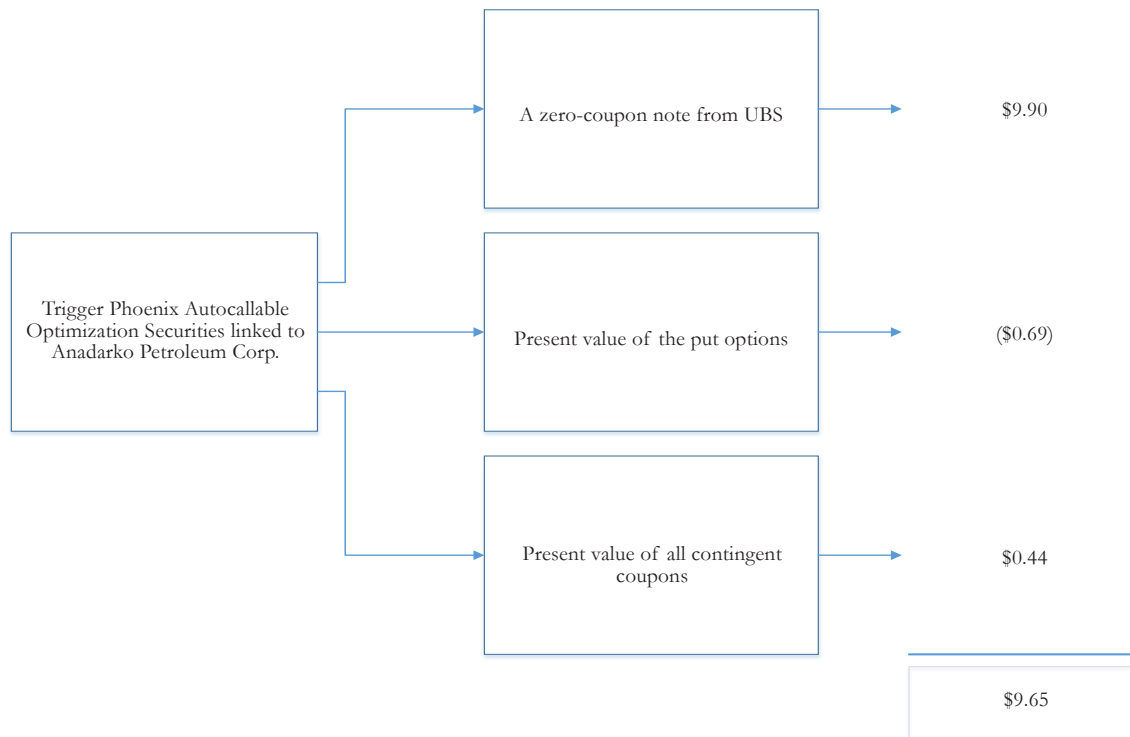 A zero-coupon note from UBS
$9.90
Trigger Phoenix Autocallable
Optimization Securities linked to
Anadarko Petroleum Corp.
Present value of the put options
($0.69)
Present value of all contingent
coupons
$0.44
$9.65